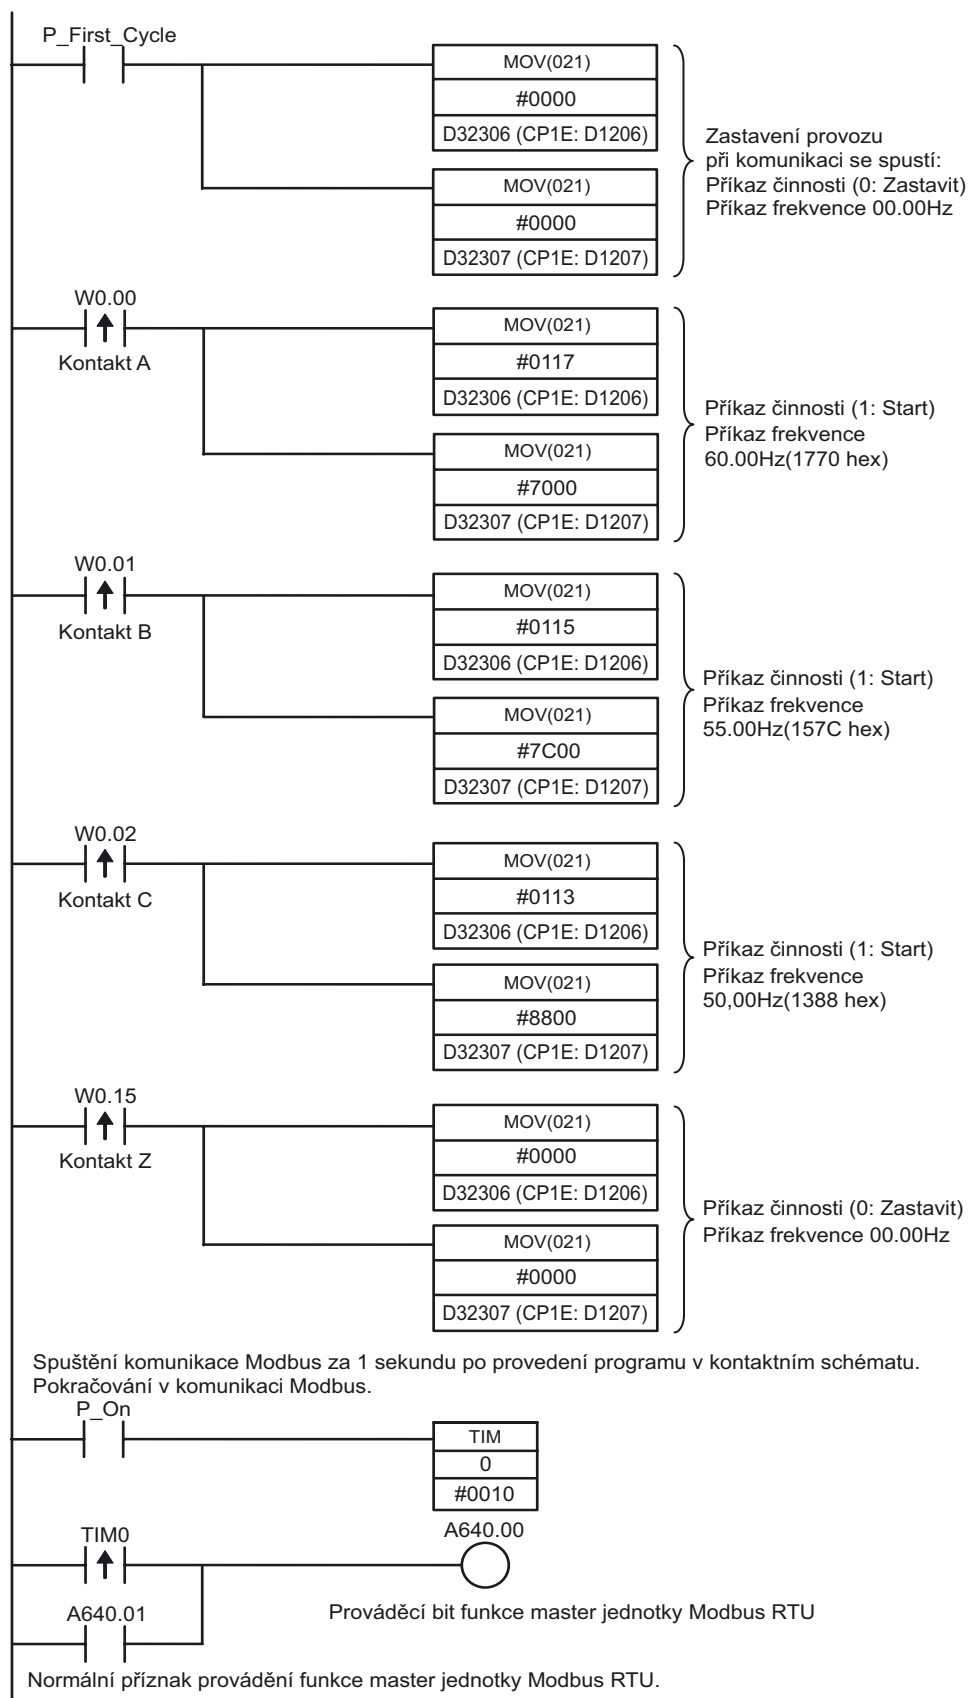 P_First_Cycle
MOV(021)
#0000
D32306 (CP1E: D1206)
MOV(021)
#0000
D32307 (CP1E: D1207)
Zastavení provozu
při komunikaci se spustí:
Příkaz činnosti (0: Zastavit)
Příkaz frekvence 00.00Hz
W0.00
Kontakt A
MOV(021)
#0117
D32306 (CP1E: D1206)
MOV(021)
#7000
D32307 (CP1E: D1207)
Příkaz činnosti (1: Start)
Příkaz frekvence
60.00Hz(1770 hex)
W0.01
Kontakt B
MOV(021)
#0115
D32306 (CP1E: D1206)
MOV(021)
#7C00
D32307 (CP1E: D1207)
Příkaz činnosti (1: Start)
Příkaz frekvence
55.00Hz(157C hex)
W0.02
Kontakt C
MOV(021)
#0113
D32306 (CP1E: D1206)
MOV(021)
#8800
D32307 (CP1E: D1207)
Příkaz činnosti (1: Start)
Příkaz frekvence
50,00Hz(1388 hex)
W0.15
Kontakt Z
MOV(021)
#0000
D32306 (CP1E: D1206)
MOV(021)
#0000
D32307 (CP1E: D1207)
Příkaz činnosti (0: Zastavit)
Příkaz frekvence 00.00Hz
Spuštění komunikace Modbus za 1 sekundu po provedení programu v kontaktním schématu.
Pokračování v komunikaci Modbus.
P_On
TIM
0
#0010
TIM0
A640.00
A640.01
Prováděcí bit funkce master jednotky Modbus RTU
Normální příznak provádění funkce master jednotky Modbus RTU.